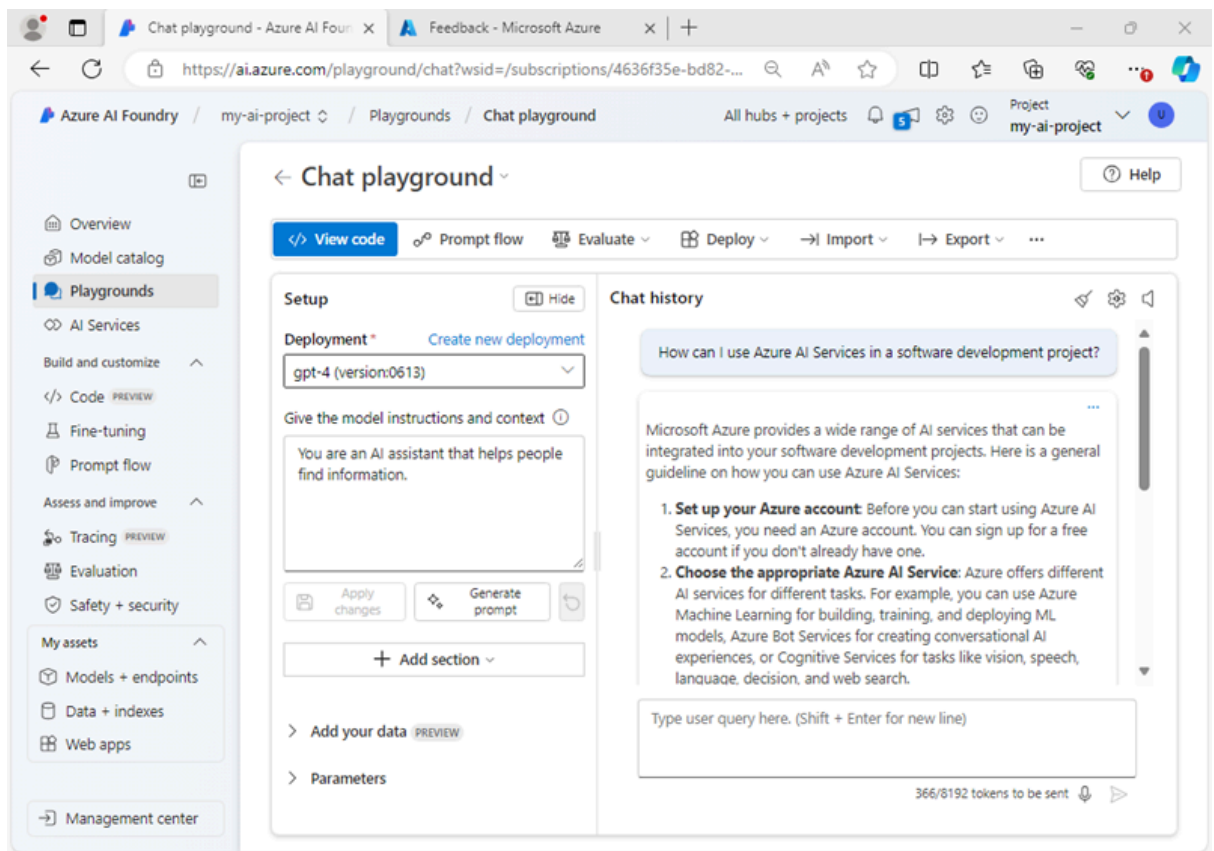 Chat playground - Azure AI Foun
Feedback - Microsoft Azure
https://ai.azure.com/playground/chat?wsid=/subscriptions/4636f35e-bd82-...
Azure AI Foundry / my-ai-project / Playgrounds / Chat playground
All hubs + projects
5
Project
my-ai-project
U
Chat playground
Help
Overview
Model catalog
Playgrounds
AI Services
Build and customize
Code PREVIEW
Fine-tuning
Prompt flow
Assess and improve
Tracing PREVIEW
Evaluation
Safety + security
My assets
Models + endpoints
Data + indexes
Web apps
Management center
View code
Prompt flow
Evaluate
Deploy
Import
Export
...
Setup
Hide
Deployment *
Create new deployment
gpt-4 (version:0613)
Give the model instructions and context
You are an AI assistant that helps people
find information.
Apply
changes
Generate
prompt
+ Add section
Add your data PREVIEW
Parameters
Chat history
How can I use Azure AI Services in a software development project?
...
Microsoft Azure provides a wide range of AI services that can be
integrated into your software development projects. Here is a general
guideline on how you can use Azure AI Services:
1. Set up your Azure account: Before you can start using Azure AI
Services, you need an Azure account. You can sign up for a free
account if you don't already have one.
2. Choose the appropriate Azure AI Service: Azure offers different
AI services for different tasks. For example, you can use Azure
Machine Learning for building, training, and deploying ML
models, Azure Bot Services for creating conversational AI
experiences, or Cognitive Services for tasks like vision, speech,
language, decision, and web search.
Type user query here. (Shift + Enter for new line)
366/8192 tokens to be sent